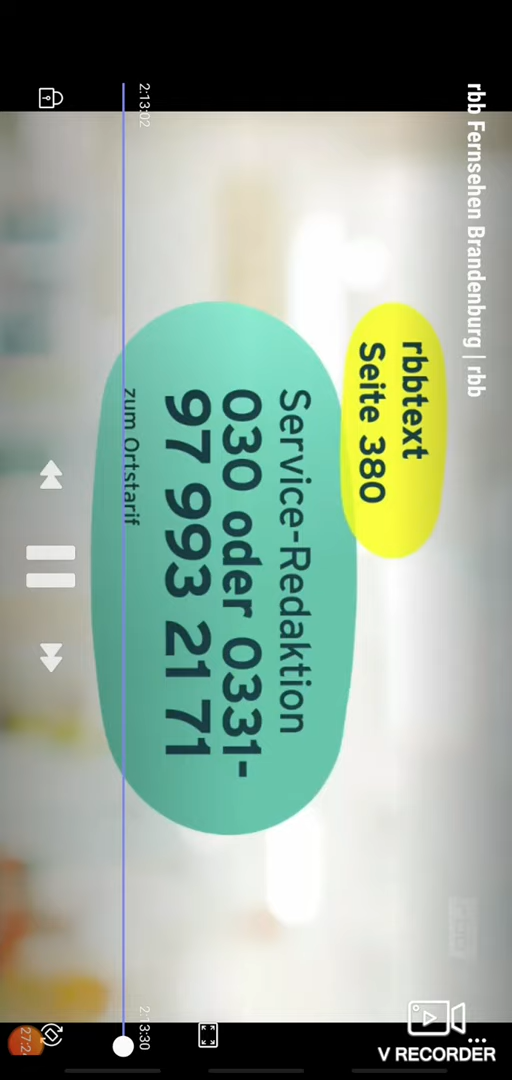 rbb Fernsehen Brandenburg | rbb
rbbtext
Seite 380
Service-Redaktion
030 oder 0331-
97 993 21 71
zum Ortstarif
2:13:02
2:13:30
rbb
V RECORDER